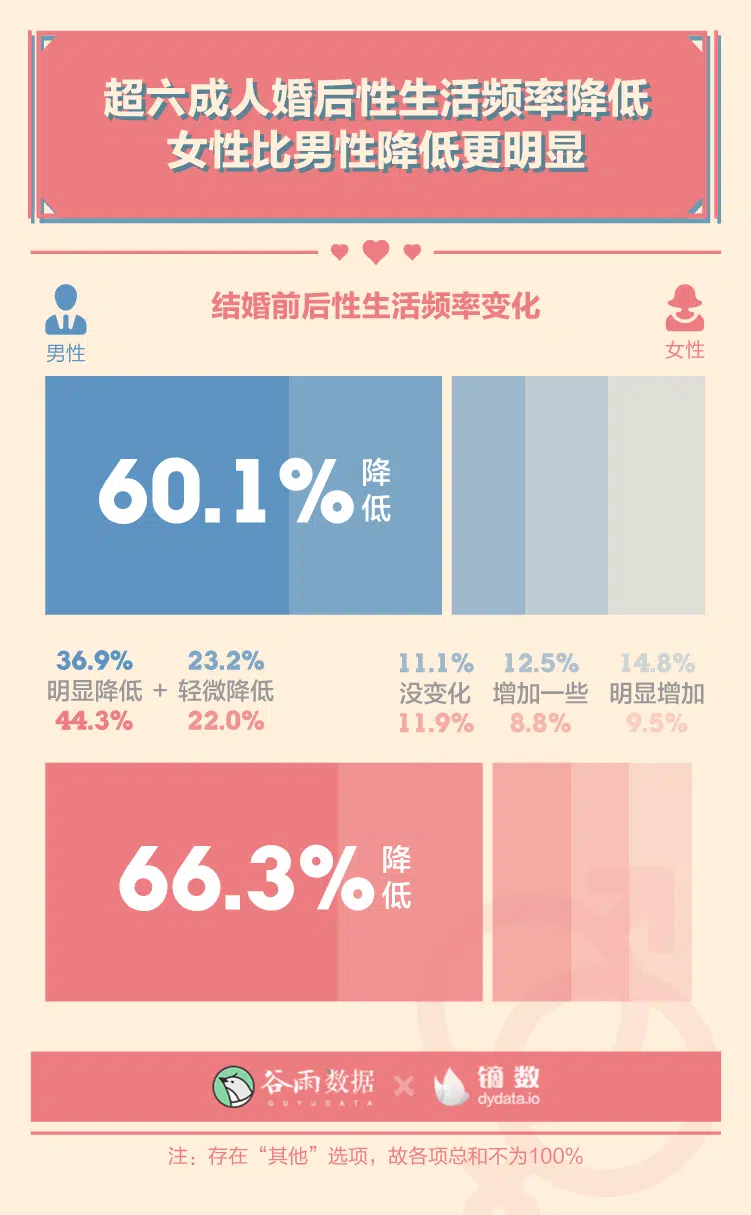 超六成人婚后性生活频率降低
女性比男性降低更明显
结婚前后性生活频率变化
男性
女性
60.1%降低
36.9% 23.2% 11.1% 12.5% 14.8%
明显降低 + 轻微降低 没变化 增加一些 明显增加
44.3% 22.0% 11.9% 8.8% 9.5%
66.3%降低
谷雨数据 × 镝数
GUYUDATA dydata.io
注：存在“其他”选项，故各项总和不为100%